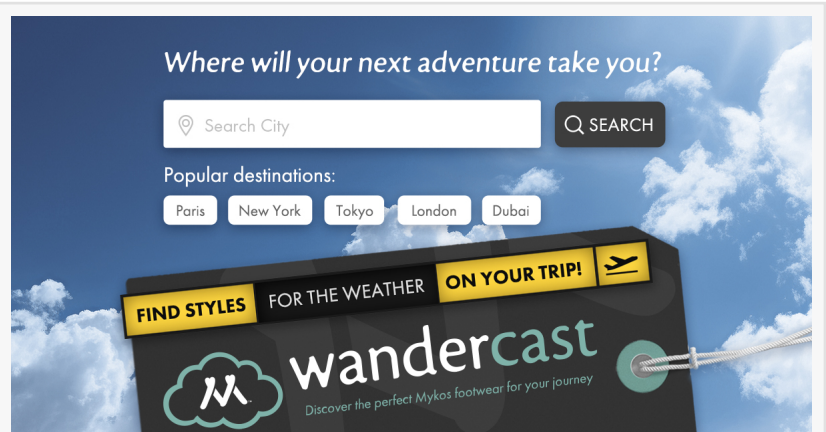 Where will your next adventure take you?
Search City
SEARCH
Popular destinations:
Paris
New York
Tokyo
London
Dubai
FIND STYLES FOR THE WEATHER ON YOUR TRIP!
wandercast
Discover the perfect Mykos footwear for your journey